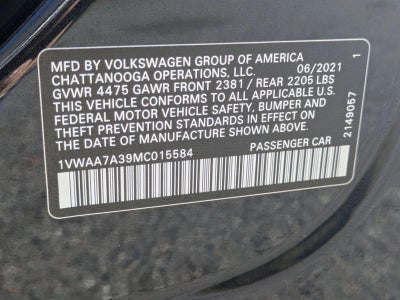 MFD BY VOLKSWAGEN GROUP OF AMERICA
CHATTANOOGA OPERATIONS, LLC. 06/2021 1
GVWR 4475 GAWR FRONT 2381 / REAR 2205 LBS
THIS VEHICLE CONFORMS TO ALL APPLICABLE U.S.
FEDERAL MOTOR VEHICLE SAFETY, BUMPER AND
THEFT PREVENTION STANDARDS IN EFFECT ON
THE DATE OF MANUFACTURE SHOWN ABOVE.
1VWAA7A39MC015584 PASSENGER CAR
2149057